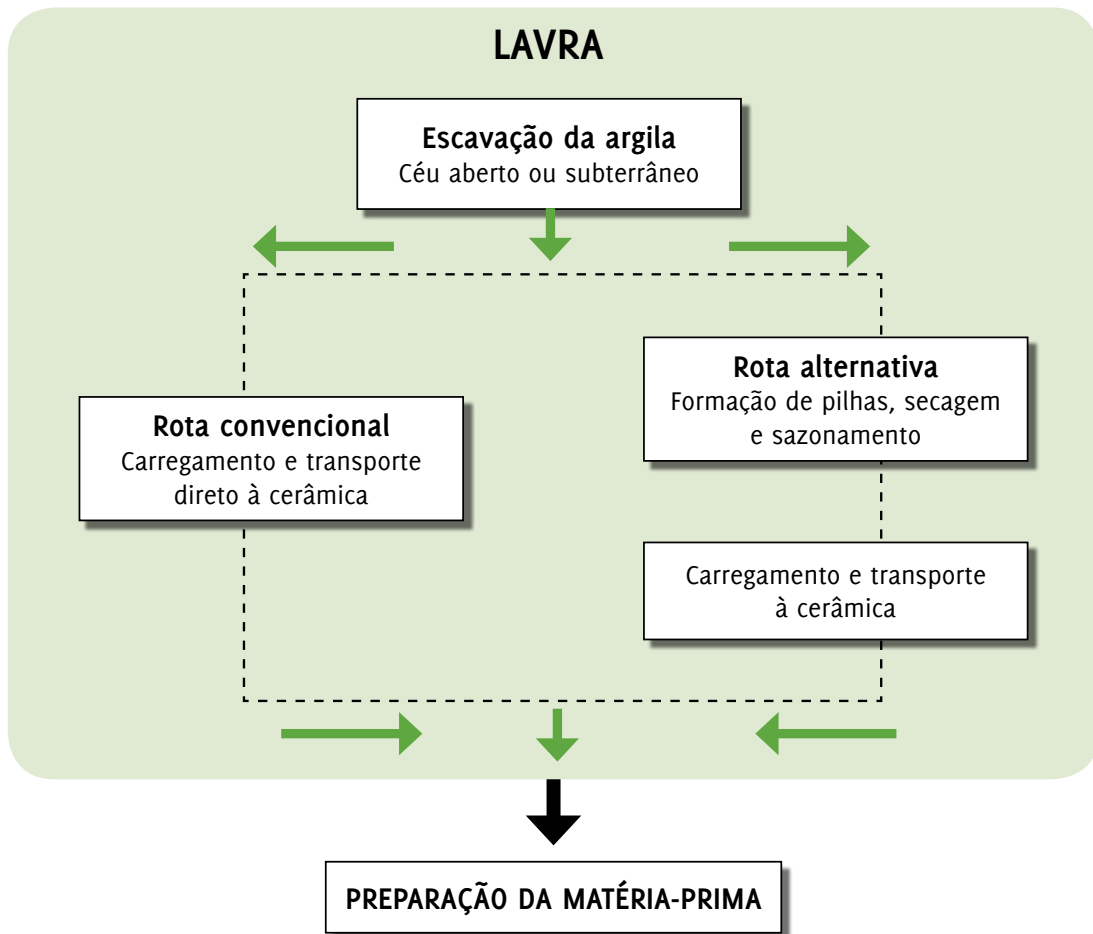 LAVRA
Escavação da argila
Céu aberto ou subterrâneo
Rota convencional
Carregamento e transporte
direto à cerâmica
Rota alternativa
Formação de pilhas, secagem
e sazonamento
Carregamento e transporte
à cerâmica
PREPARAÇÃO DA MATÉRIA-PRIMA